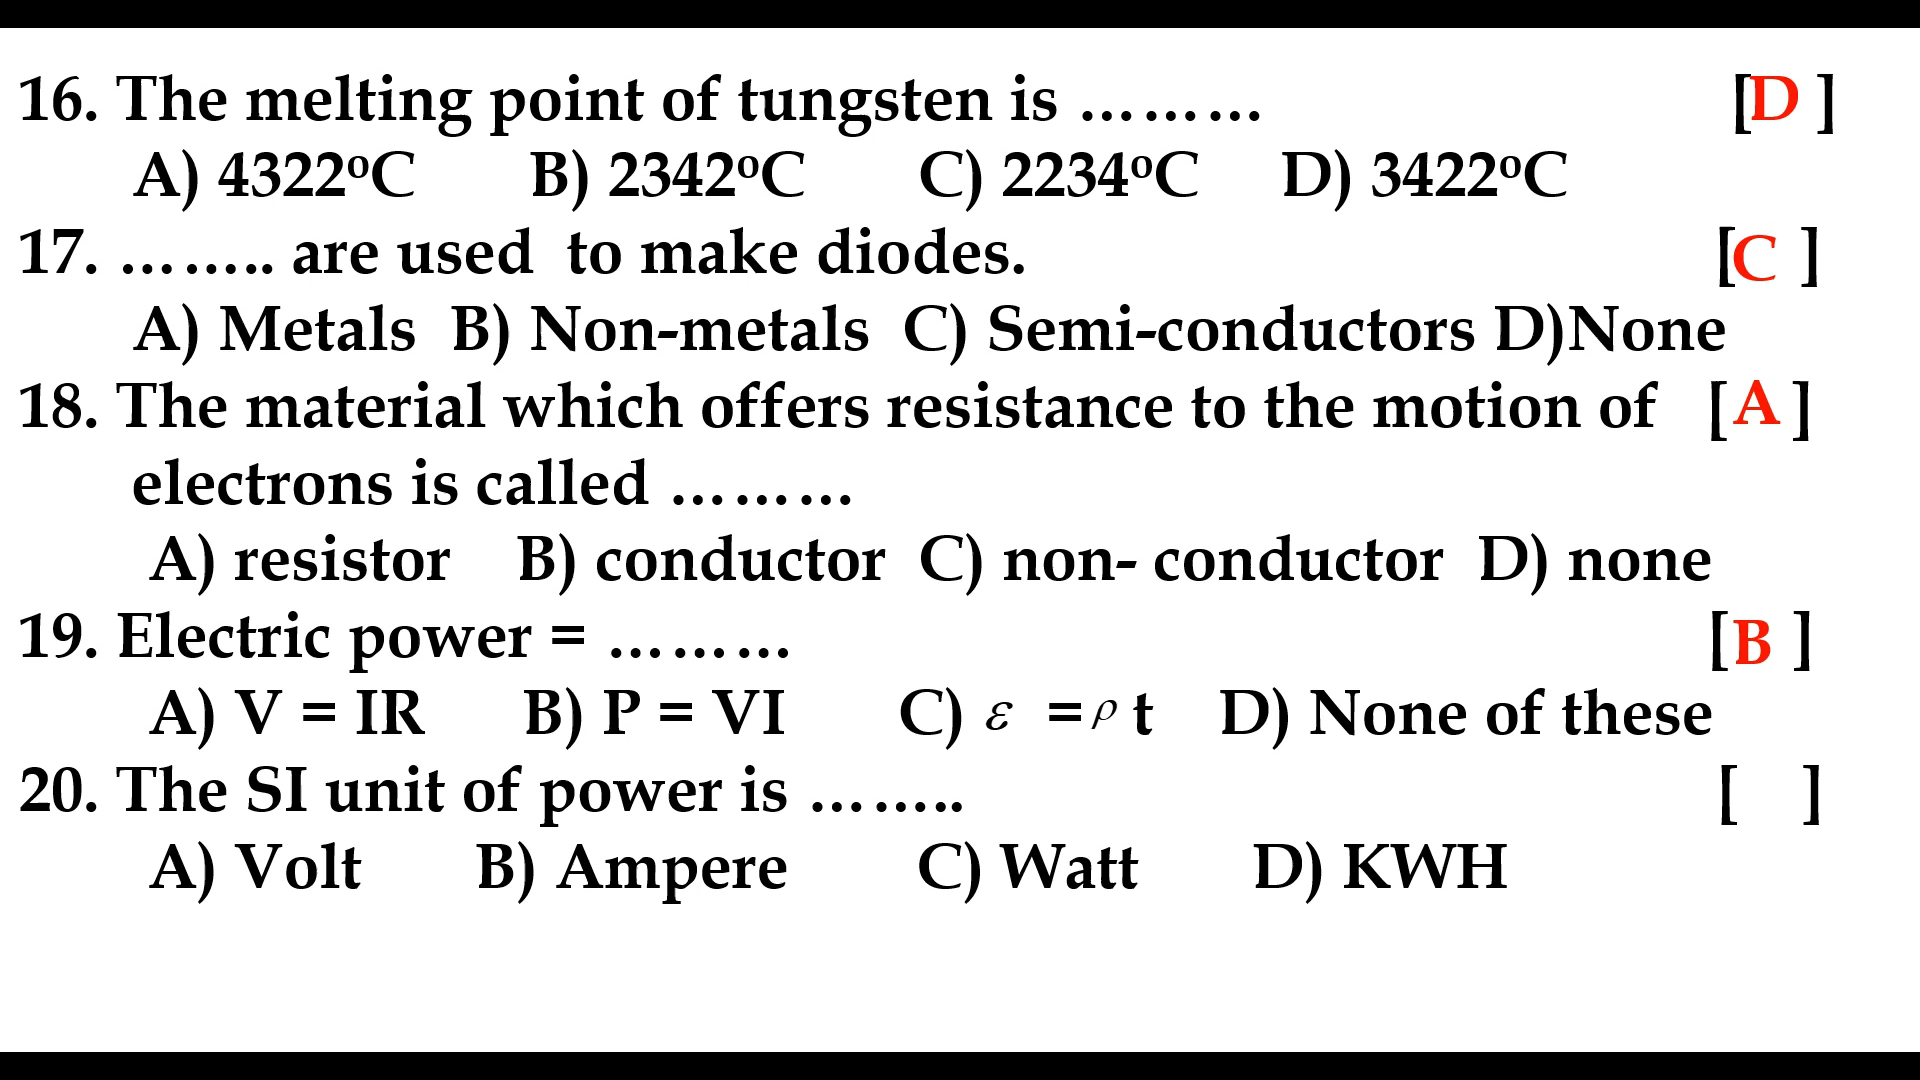 16. The melting point of tungsten is ……… [D ]
A) 4322ºC B) 2342ºC C) 2234ºC D) 3422ºC
17. …….. are used to make diodes. [C ]
A) Metals B) Non-metals C) Semi-conductors D)None
18. The material which offers resistance to the motion of [ A ]
electrons is called ………
A) resistor B) conductor C) non- conductor D) none
19. Electric power = ……… [ B ]
A) V = IR B) P = VI C) ε = ρ t D) None of these
20. The SI unit of power is …….. [ ]
A) Volt B) Ampere C) Watt D) KWH